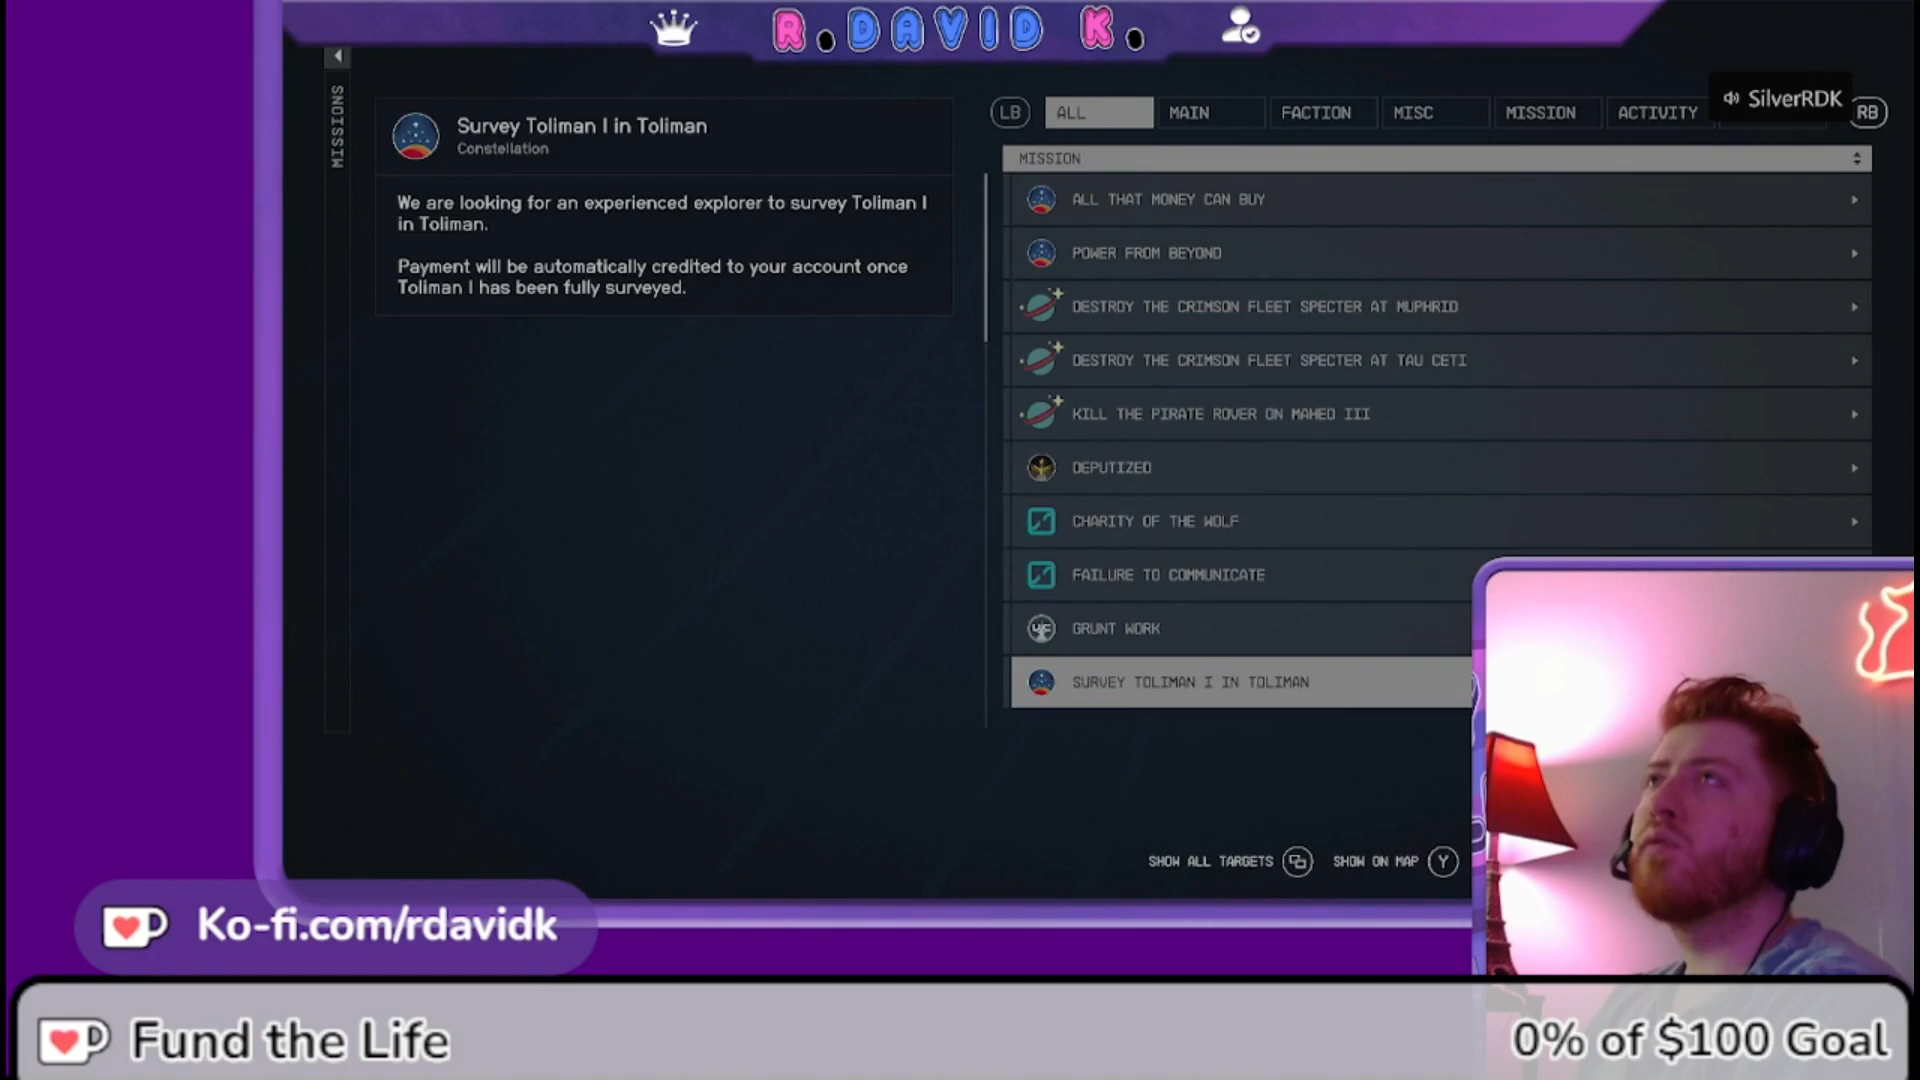 R.DAVID K.
MISSIONS
Survey Toliman I in Toliman
Constellation
We are looking for an experienced explorer to survey Toliman I
in Toliman.
Payment will be automatically credited to your account once
Toliman I has been fully surveyed.
LB ALL MAIN FACTION MISC MISSION ACTIVITY RB
SilverRDK
MISSION
ALL THAT MONEY CAN BUY
POWER FROM BEYOND
DESTROY THE CRIMSON FLEET SPECTER AT MUPHRID
DESTROY THE CRIMSON FLEET SPECTER AT TAU CETI
KILL THE PIRATE ROVER ON MAHEO III
DEPUTIZED
CHARITY OF THE WOLF
FAILURE TO COMMUNICATE
UC GRUNT WORK
SURVEY TOLIMAN I IN TOLIMAN
SHOW ALL TARGETS SHOW ON MAP Y
Ko-fi.com/rdavidk
Fund the Life
0% of $100 Goal